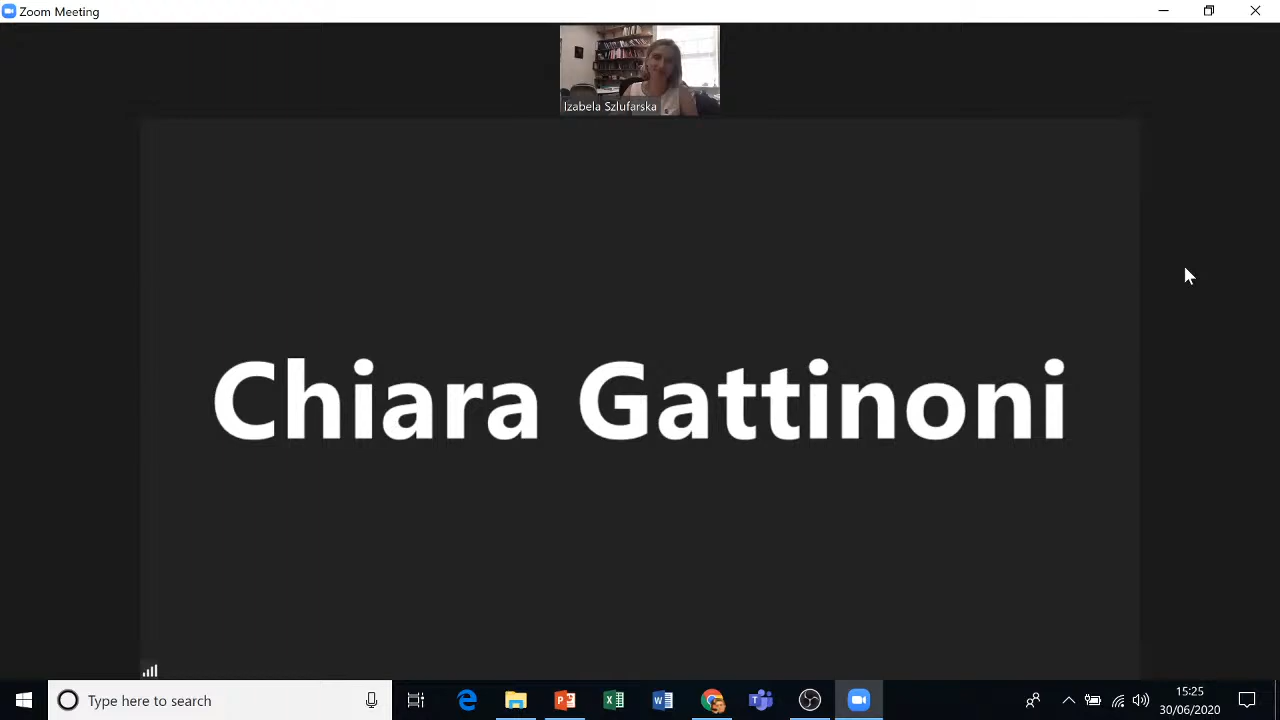 Zoom Meeting
Izabela Szlufarska
Chiara Gattinoni
Type here to search
15:25
30/06/2020